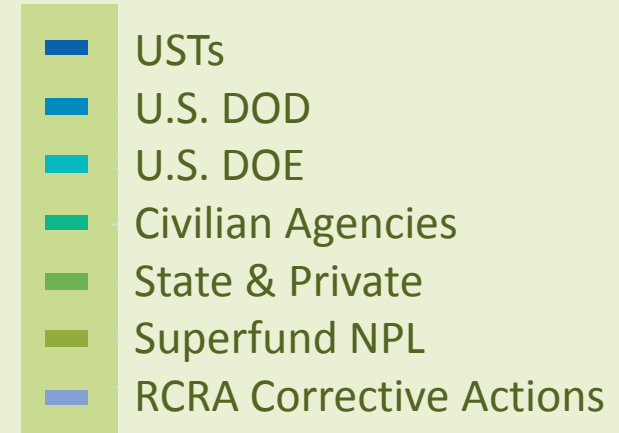 USTs
U.S. DOD
U.S. DOE
Civilian Agencies
State & Private
Superfund NPL
RCRA Corrective Actions